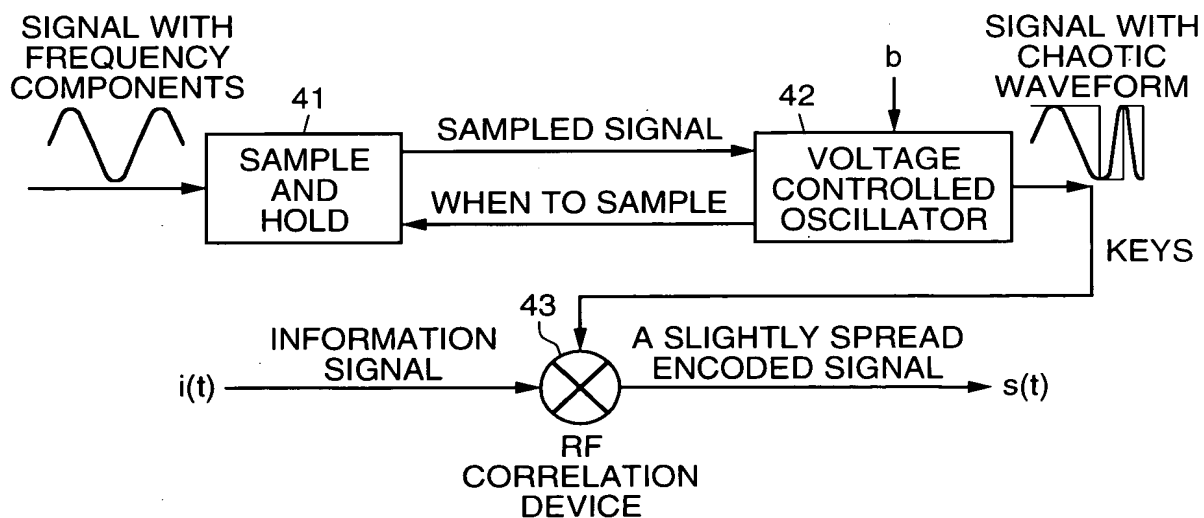 SIGNAL WITH
FREQUENCY
COMPONENTS
41
SAMPLE
AND
HOLD
SAMPLED SIGNAL
WHEN TO SAMPLE
42
b
VOLTAGE
CONTROLLED
OSCILLATOR
SIGNAL WITH
CHAOTIC
WAVEFORM
KEYS
43
INFORMATION
SIGNAL
i(t)
A SLIGHTLY SPREAD
ENCODED SIGNAL
s(t)
RF
CORRELATION
DEVICE